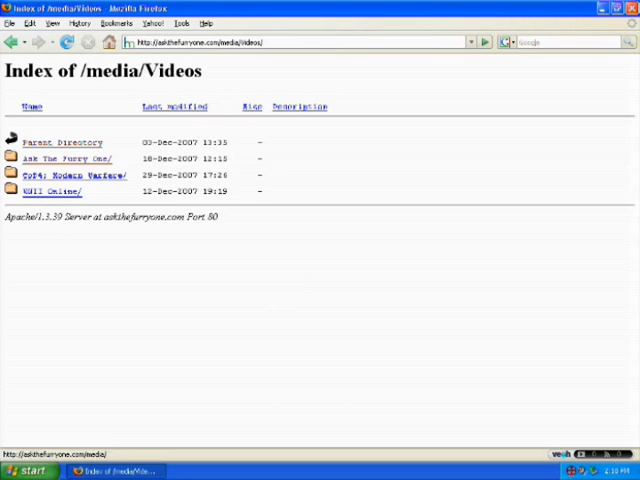 Index of /media/Videos - Mozilla Firefox
File Edit View History Bookmarks Yahoo! Tools Help
http://askthefurryone.com/media/Videos/
Google
Index of /media/Videos
Name Last modified Size Description
Parent Directory 03-Dec-2007 13:35 -
Ask The Furry One/ 18-Dec-2007 12:15 -
CoD4; Modern Warfare/ 29-Dec-2007 17:26 -
Online/ 12-Dec-2007 19:19 -
Apache/1.3.39 Server at askthefurryone.com Port 80
http://askthefurryone.com/media/
veoh
start
Index of /media/Vide...